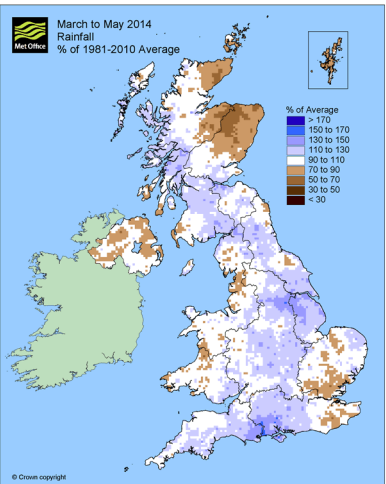 March to May 2014
Rainfall
% of 1981-2010 Average
Met Office
% of Average
> 170
150 to 170
130 to 150
110 to 130
90 to 110
70 to 90
50 to 70
30 to 50
< 30
© Crown copyright